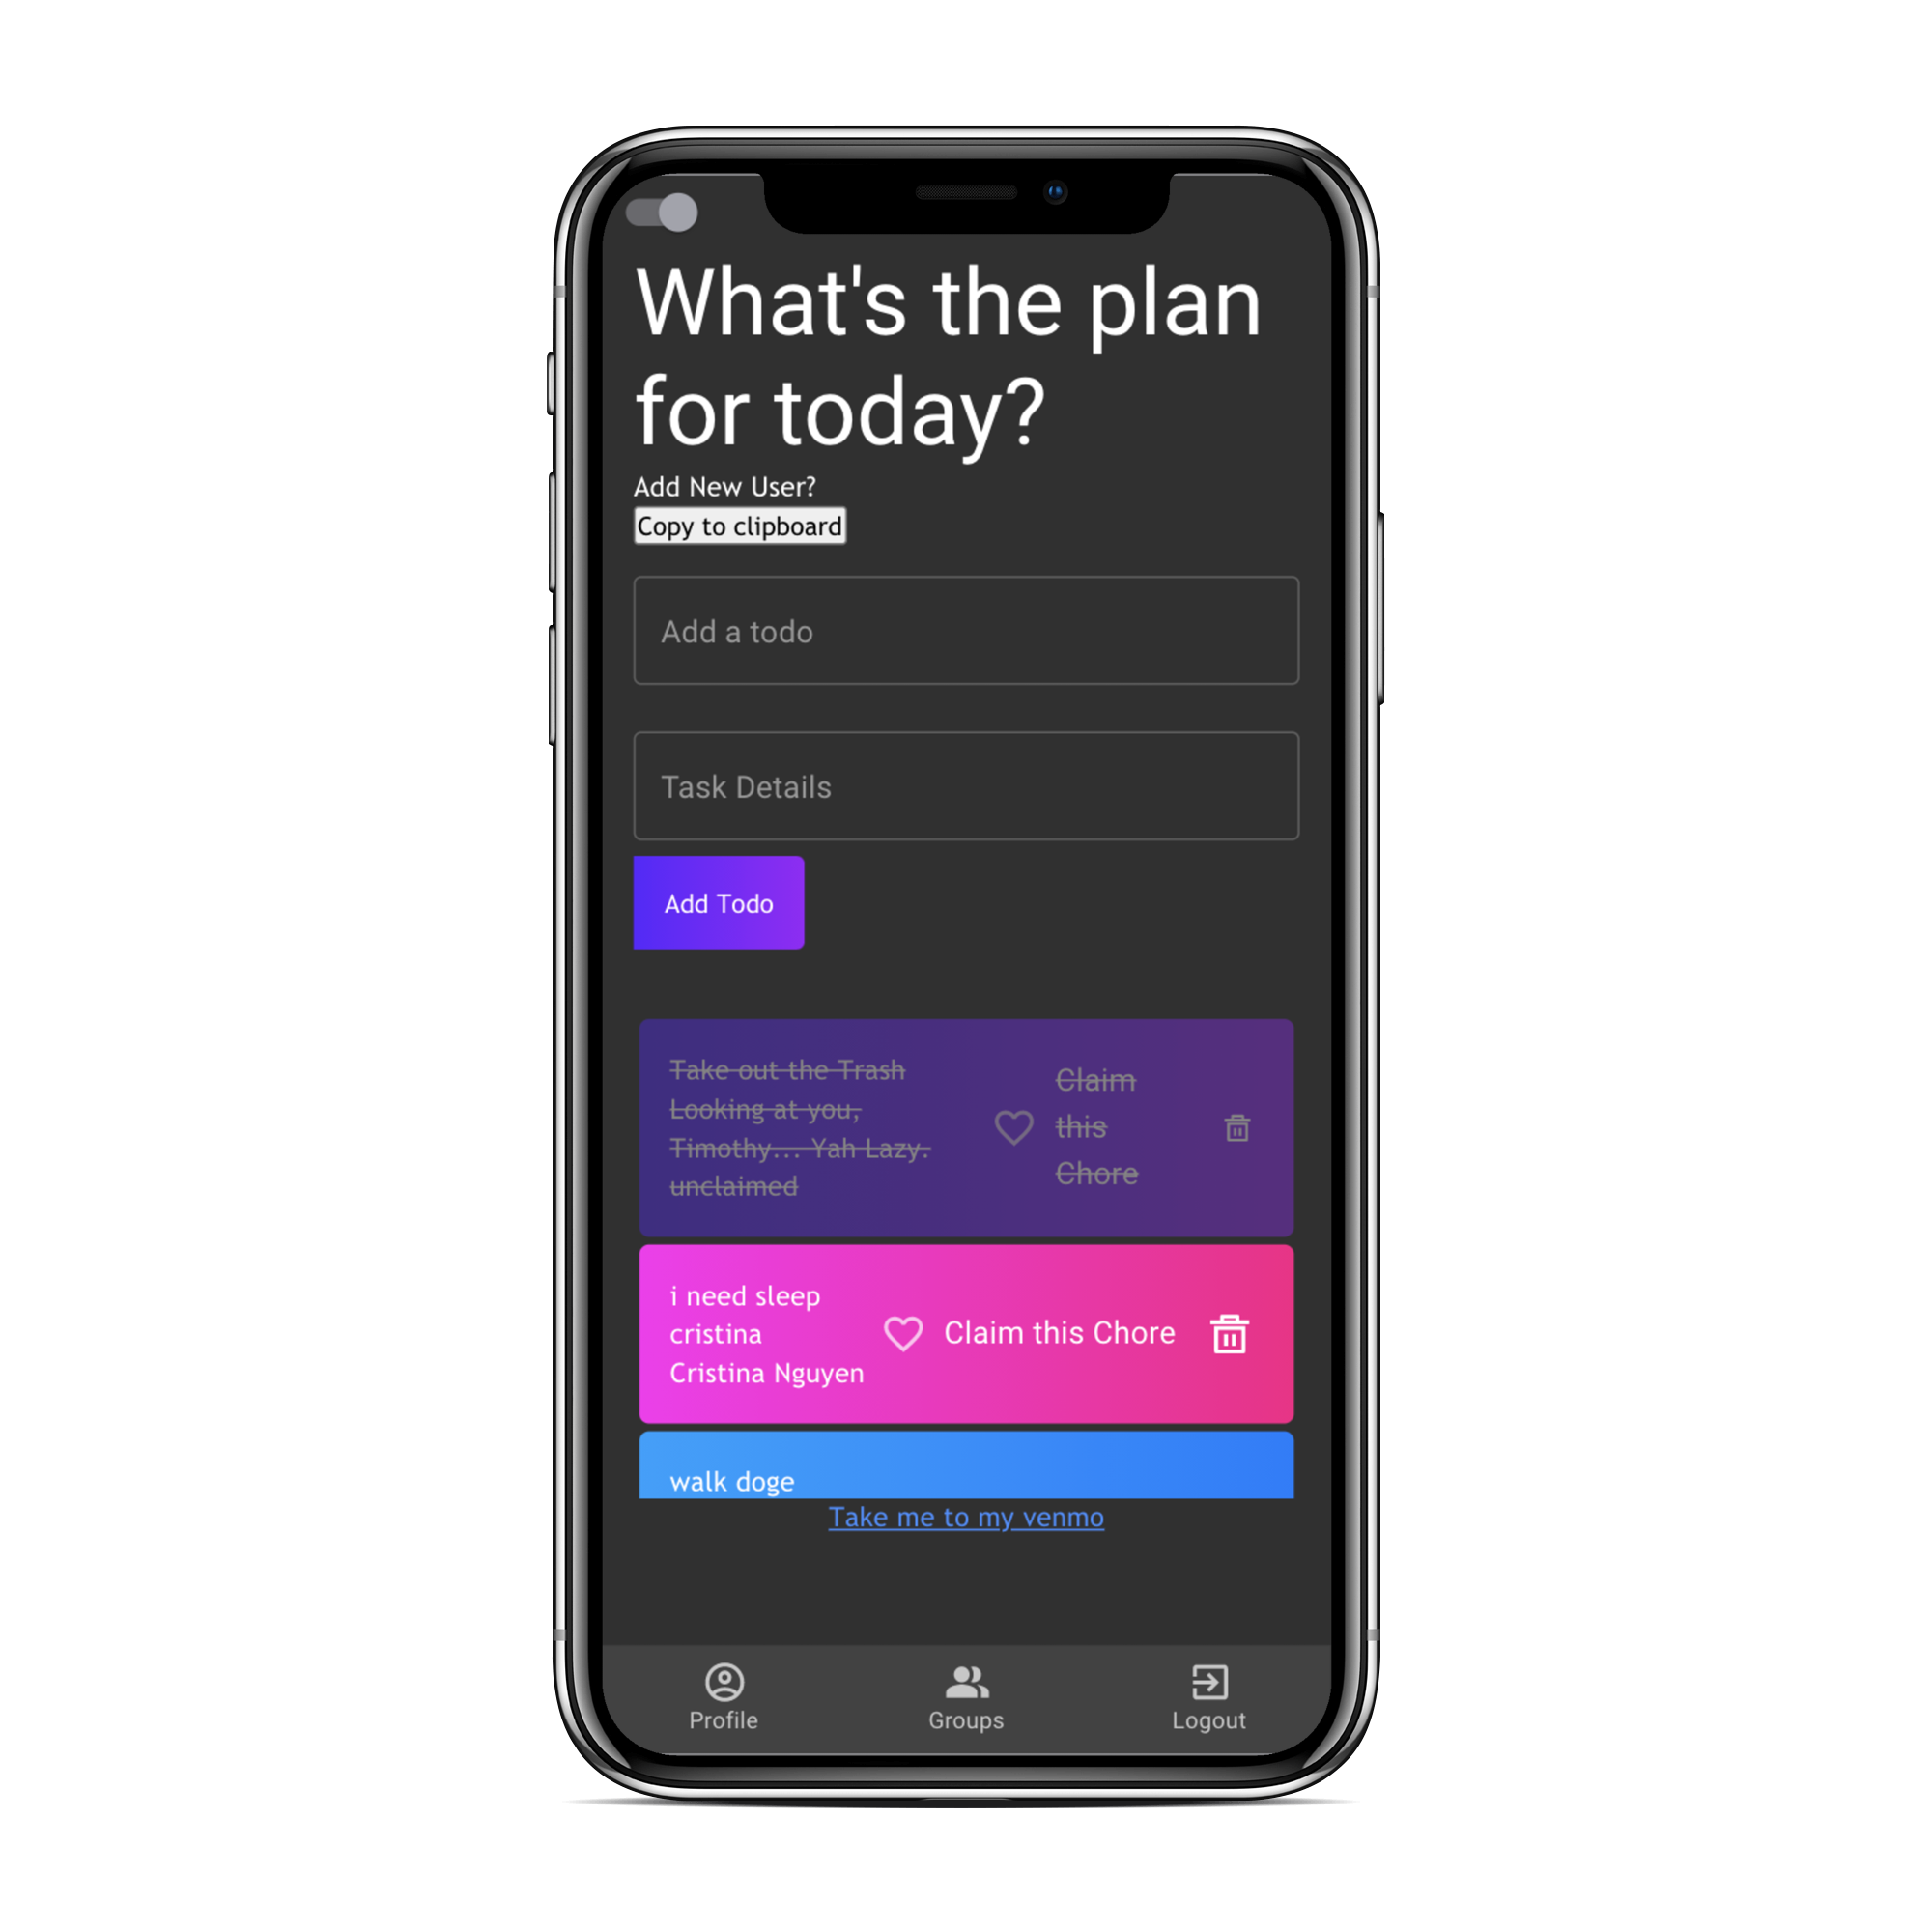 What's the plan
for today?
Add New User?
Copy to clipboard
Add a todo
Task Details
Add Todo
Take out the Trash
Looking at you,
Timothy... Yah Lazy.
unclaimed
Claim
this
Chore
i need sleep
cristina
Cristina Nguyen
Claim this Chore
walk doge
Take me to my venmo
Profile
Groups
Logout